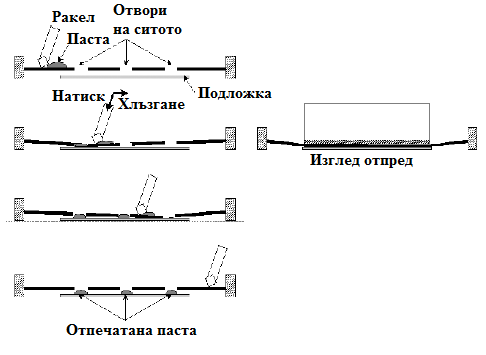 Ракел
Паста
Отвори
на ситото
Подложка
Натиск
Хлъзгане
Изглед отпред
Отпечатана паста